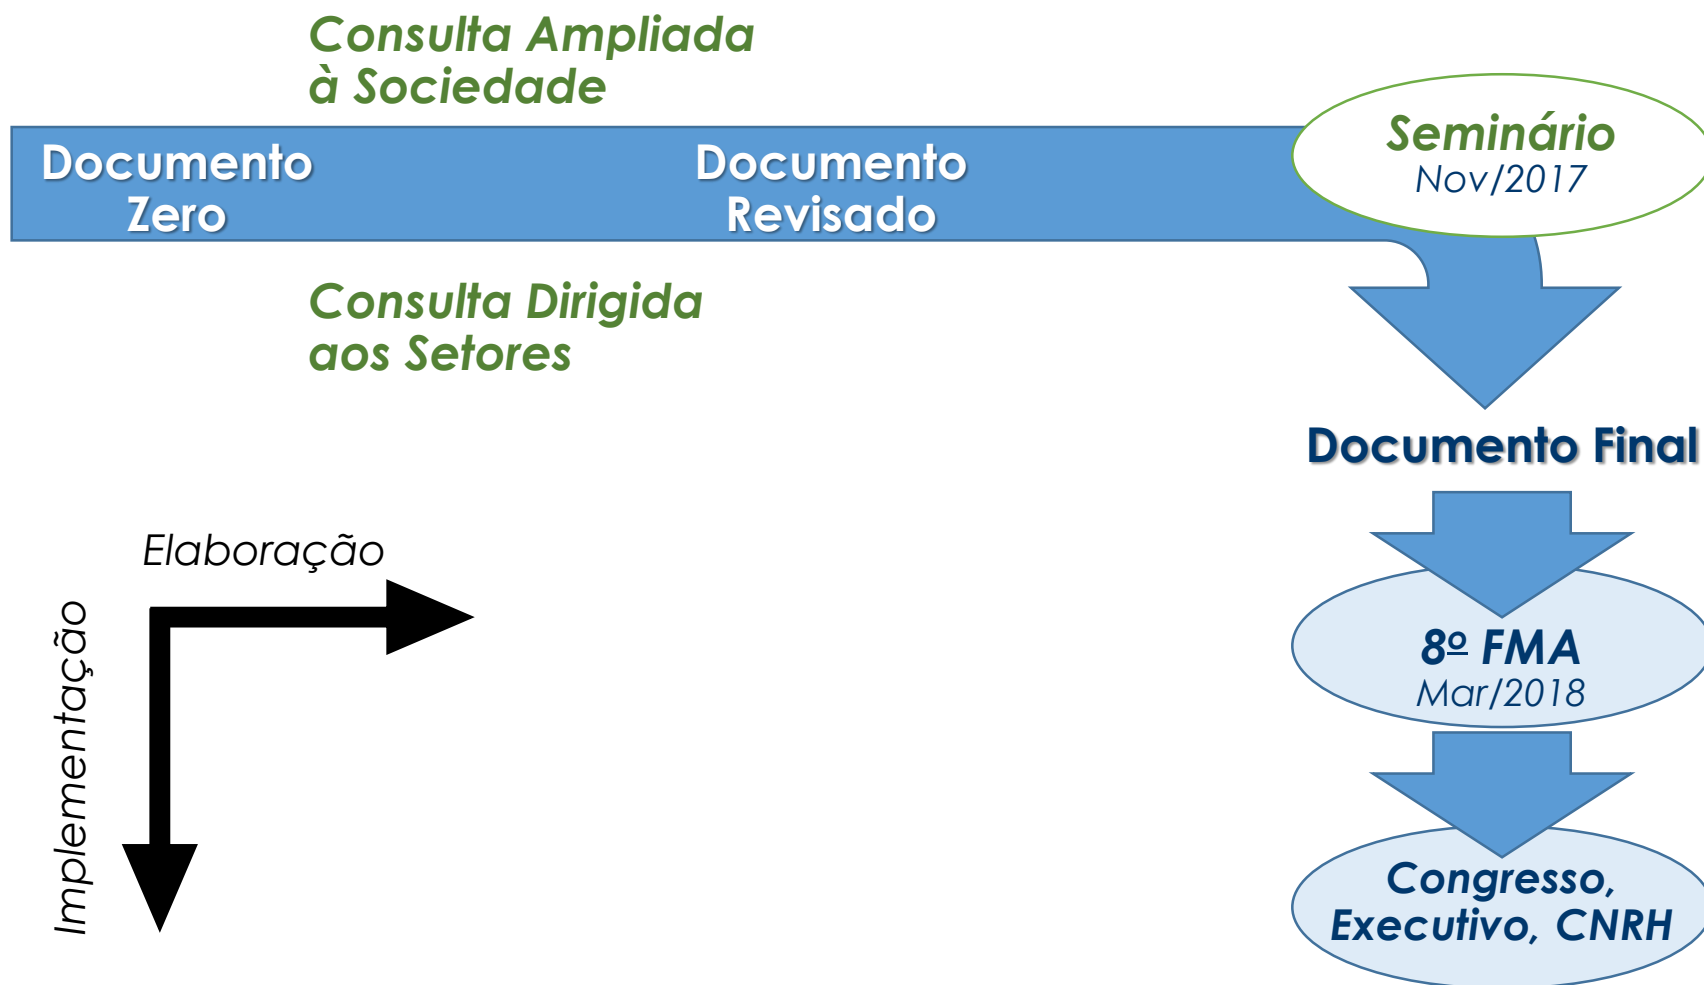 Consulta Ampliada
à Sociedade
Documento
Zero
Documento
Revisado
Seminário
Nov/2017
Consulta Dirigida
aos Setores
Documento Final
Elaboração
Implementação
8º FMA
Mar/2018
Congresso,
Executivo, CNRH